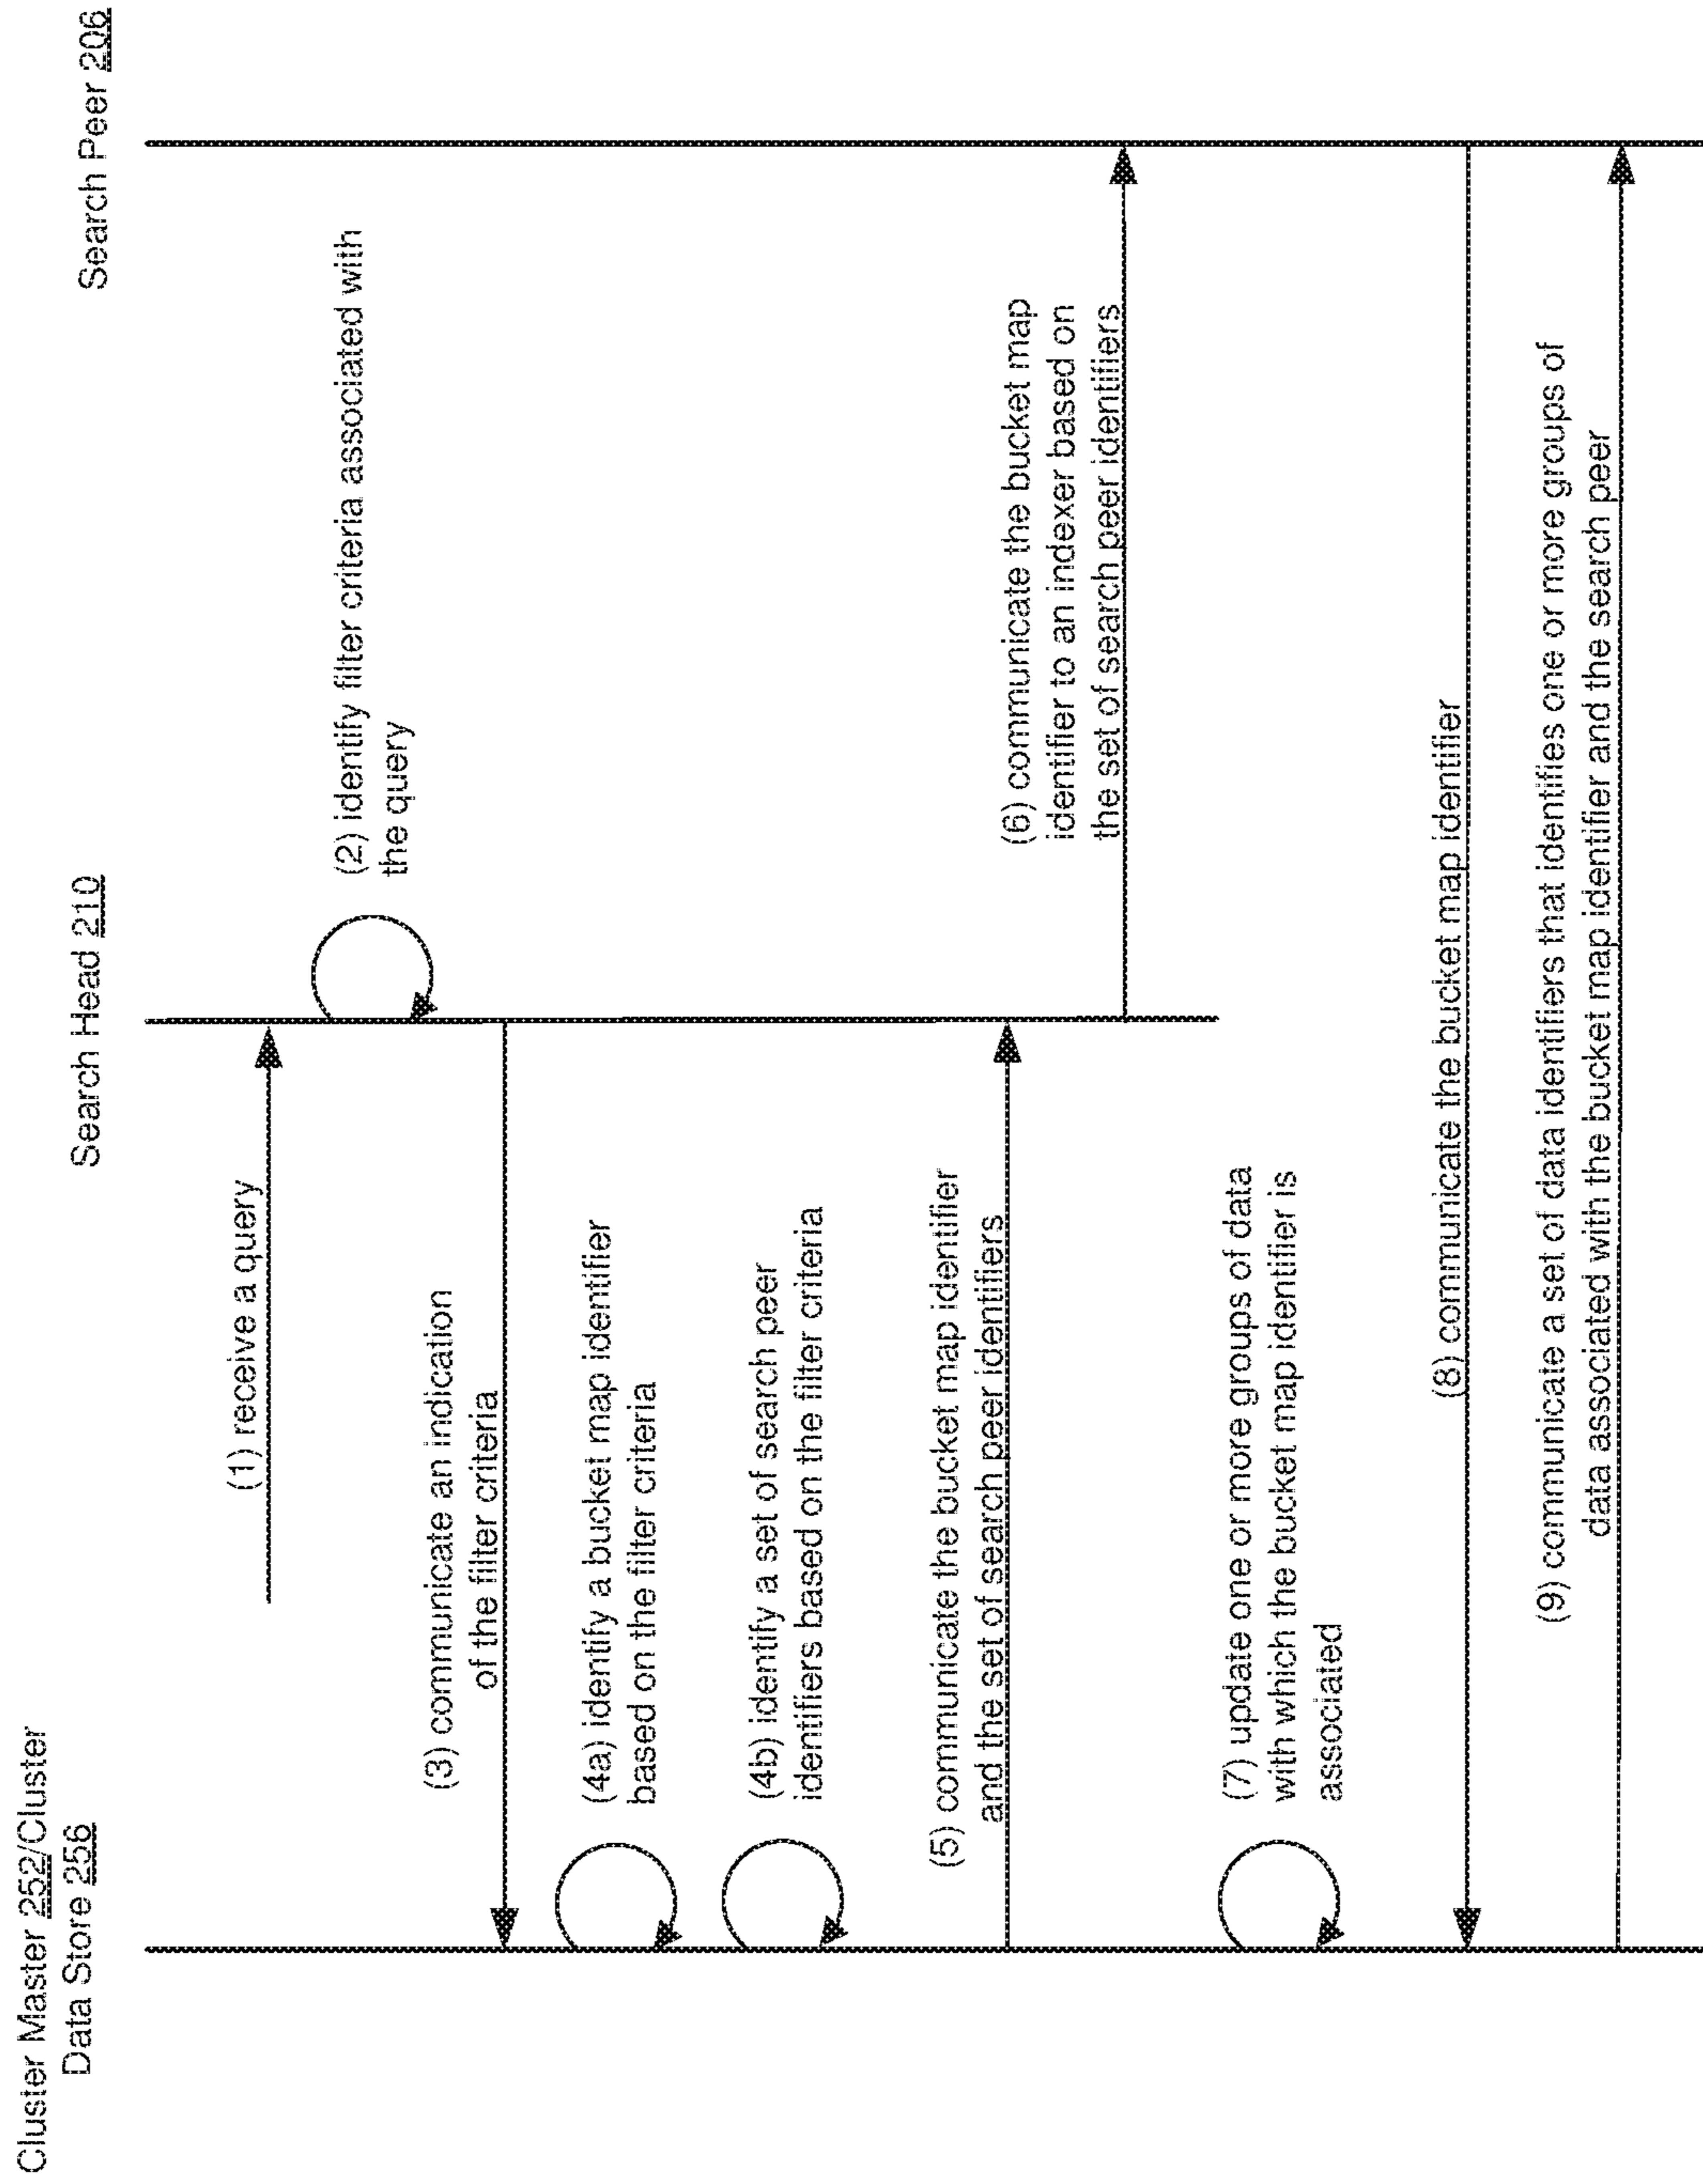 Cluster Master 252/Cluster
Data Store 256
Search Head 210
Search Peer 206
(1) receive a query
(2) identify filter criteria associated with
the query
(3) communicate an indication
of the filter criteria
(4a) identify a bucket map identifier
based on the filter criteria
(4b) identify a set of search peer
identifiers based on the filter criteria
(5) communicate the bucket map identifier
and the set of search peer identifiers
(6) communicate the bucket map
identifier to an indexer based on
the set of search peer identifiers
(7) update one or more groups of data
with which the bucket map identifier is
associated
(8) communicate the bucket map identifier
(9) communicate a set of data identifiers that identifies one or more groups of
data associated with the bucket map identifier and the search peer